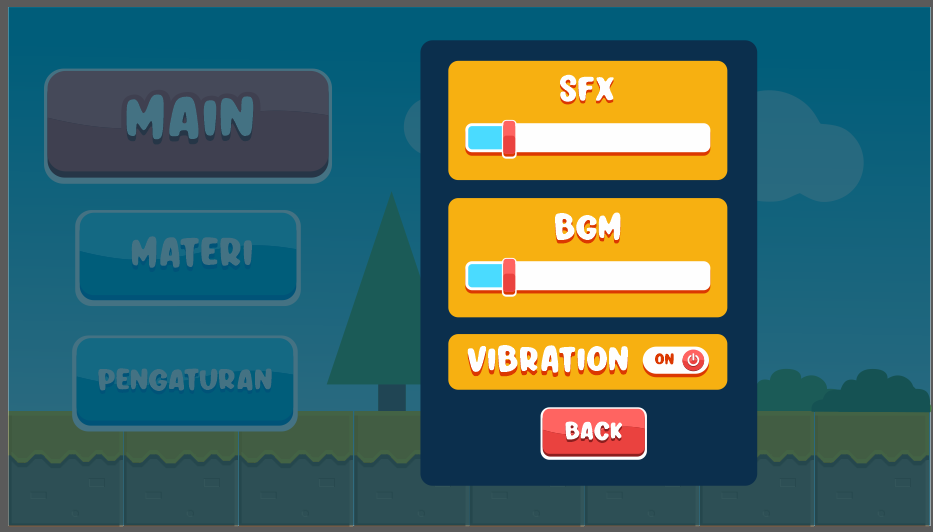 MAIN
MATERI
PENGATURAN
SFX
BGM
VIBRATION ON
BACK